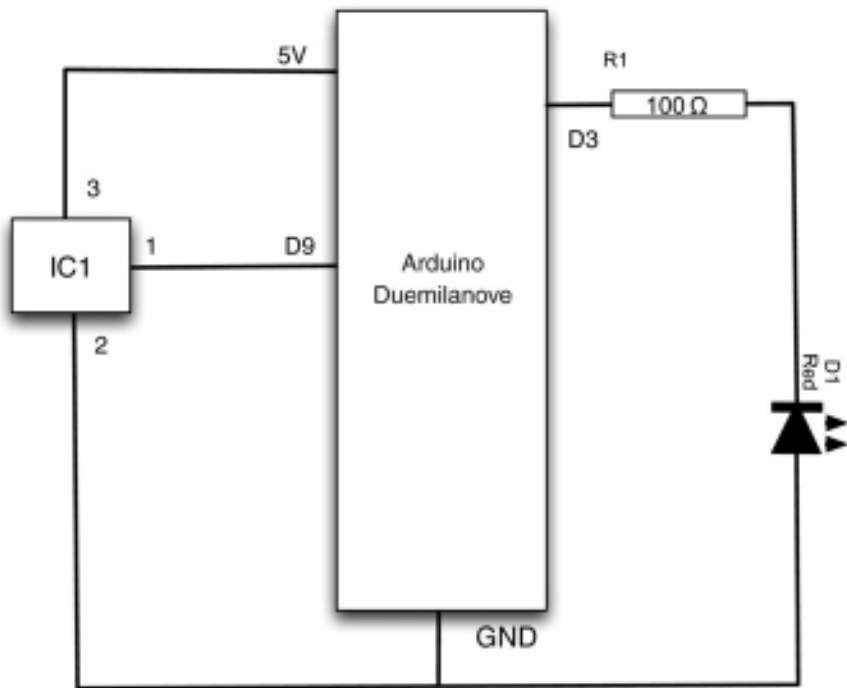 5V
R1
100 Ω
D3
3
IC1
1
D9
Arduino
Duemilanove
2
D1
Red
GND